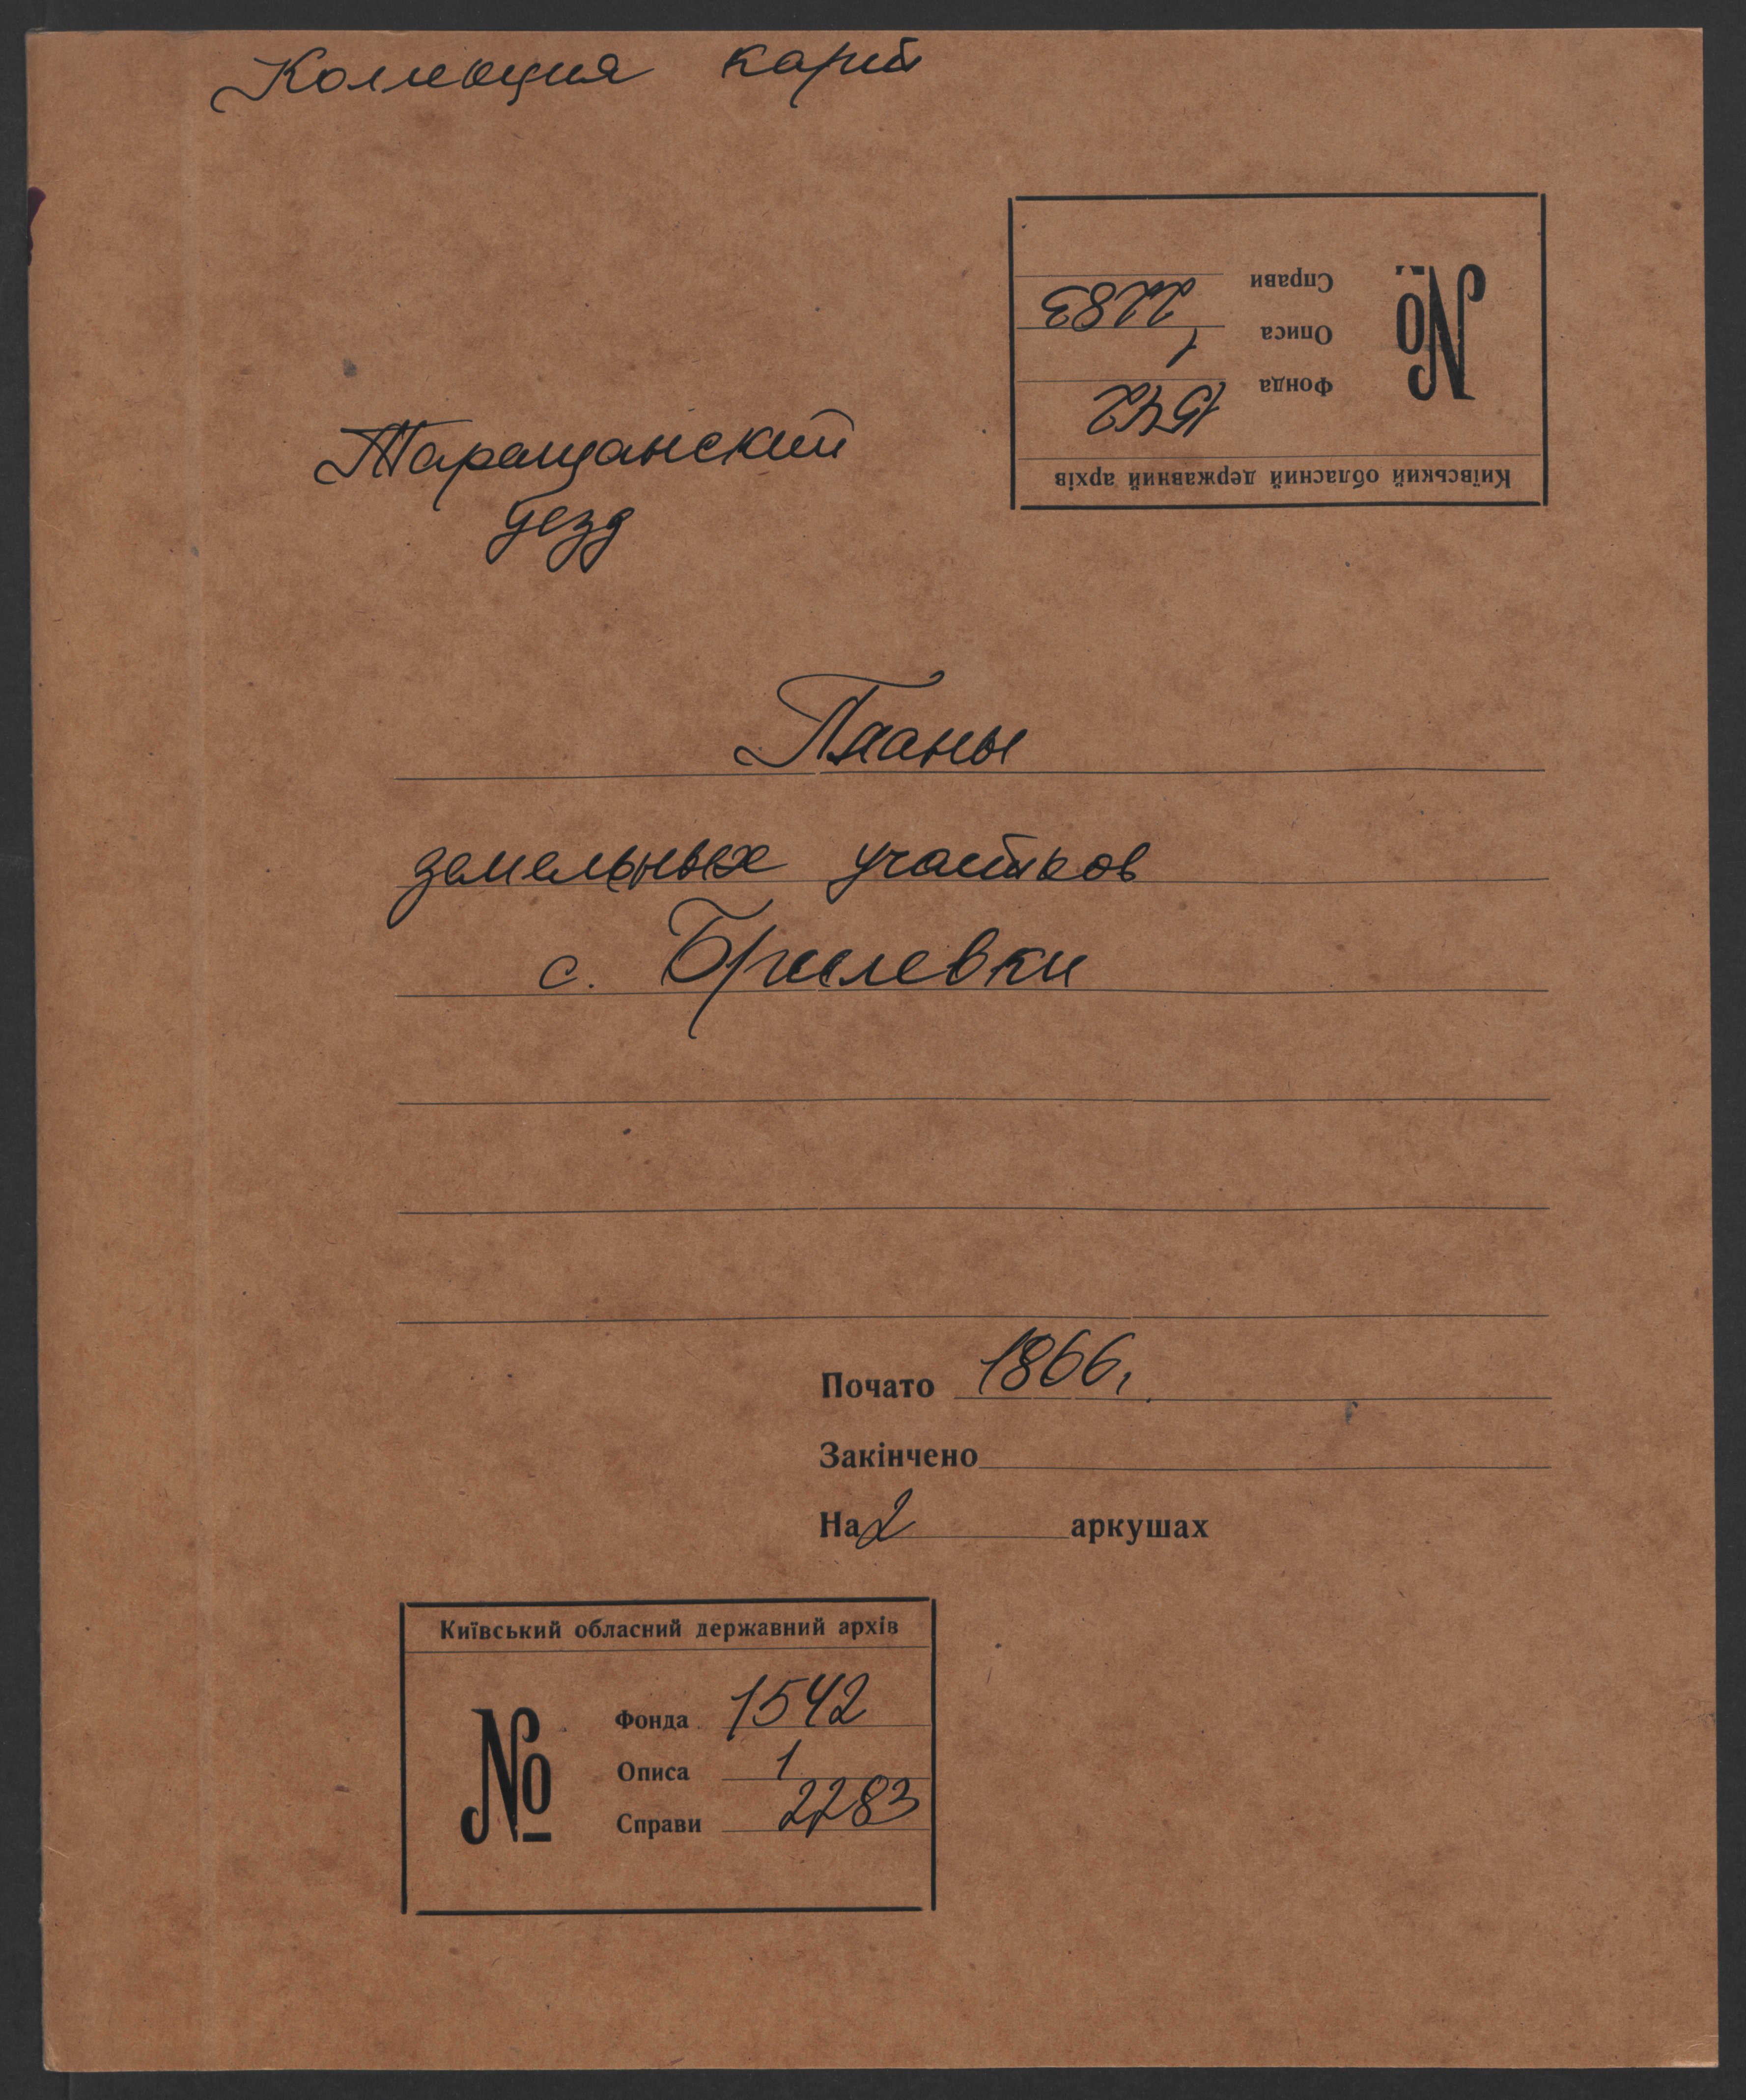 Коллекция карт
Київський обласний державний архів
№
Фонда 1542
Описа 1
Справи 2283
Таращанский
уезд
Планы
земельных участков
с. Брилевки
Почато 1866,
Закінчено
На 2 аркушах
Київський обласний державний архів
№
Фонда 1542
Описа 1
Справи 2283